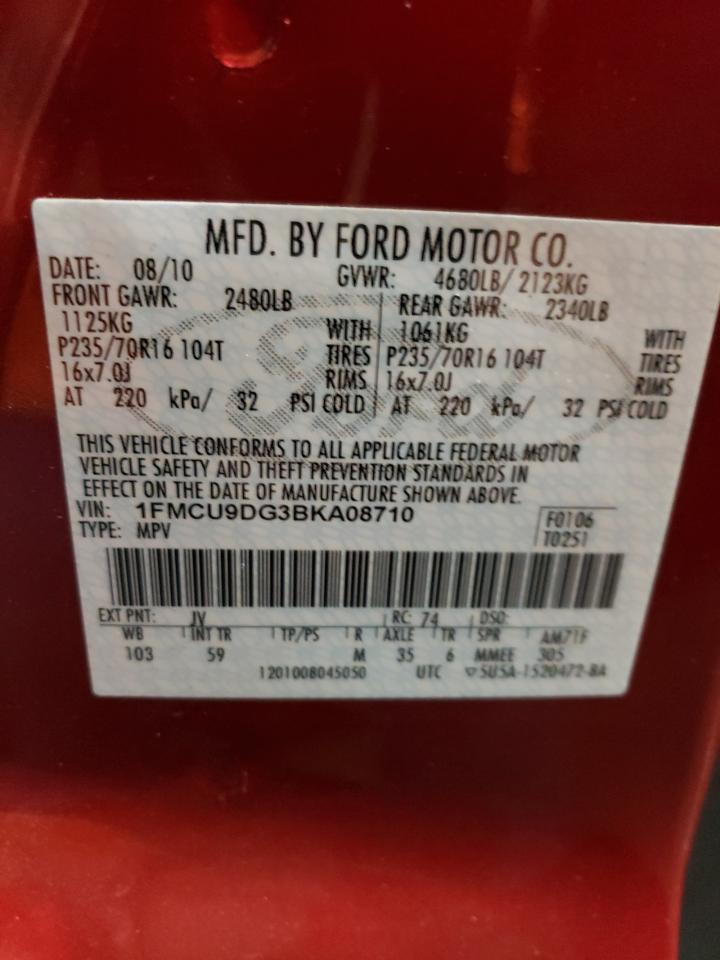 MFD. BY FORD MOTOR CO.
DATE: 08/10 GVWR: 4680LB/ 2123KG
FRONT GAWR: 2480LB REAR GAWR: 2340LB
1125KG WITH 1061KG WITH
P235/70R16 104T TIRES P235/70R16 104T TIRES
16x7.0J RIMS 16x7.0J RIMS
AT 220 kPa/ 32 PSI COLD AT 220 kPa/ 32 PSI COLD
THIS VEHICLE CONFORMS TO ALL APPLICABLE FEDERAL MOTOR
VEHICLE SAFETY AND THEFT PREVENTION STANDARDS IN
EFFECT ON THE DATE OF MANUFACTURE SHOWN ABOVE.
VIN: 1FMCU9DG3BKA08710 F0106
TYPE: MPV T0251
EXT PNT: JV RC: 74 DSO:
WB INT TR TP/PS R AXLE TR SPR AM71F
103 59 M 35 6 MMEE 305
1201008045050 UTC ▽5U5A-1520472-BA